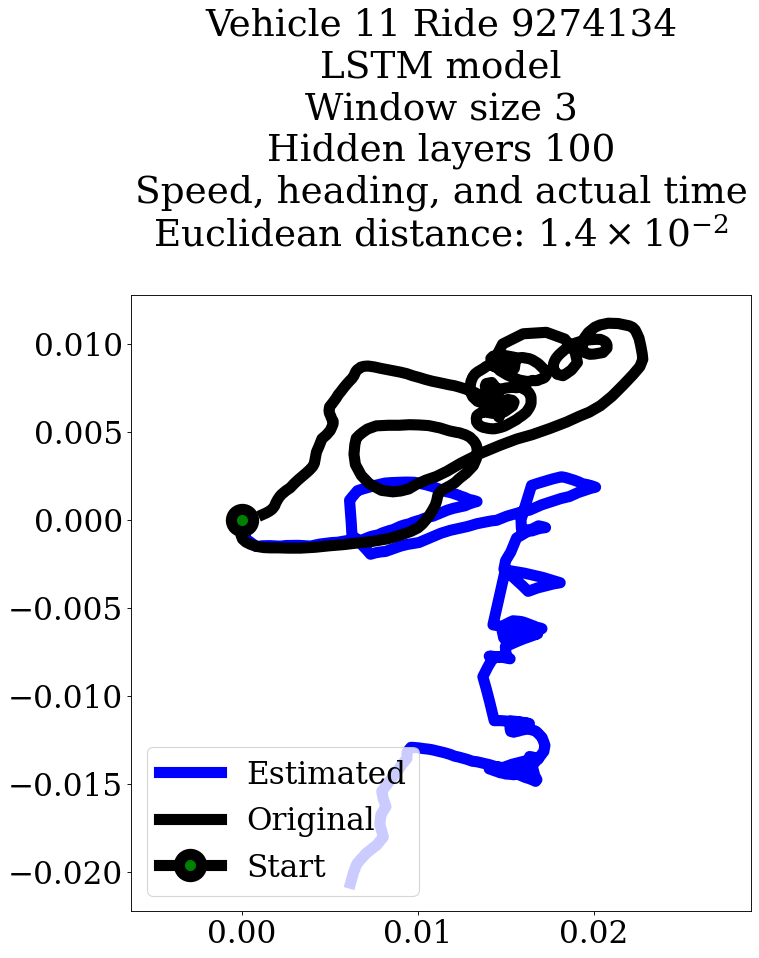 Vehicle 11 Ride 9274134
LSTM model
Window size 3
Hidden layers 100
Speed, heading, and actual time
Euclidean distance: 1.4 × 10⁻²
0.010
0.005
0.000
−0.005
−0.010
−0.015
−0.020
Estimated
Original
Start
0.00 0.01 0.02